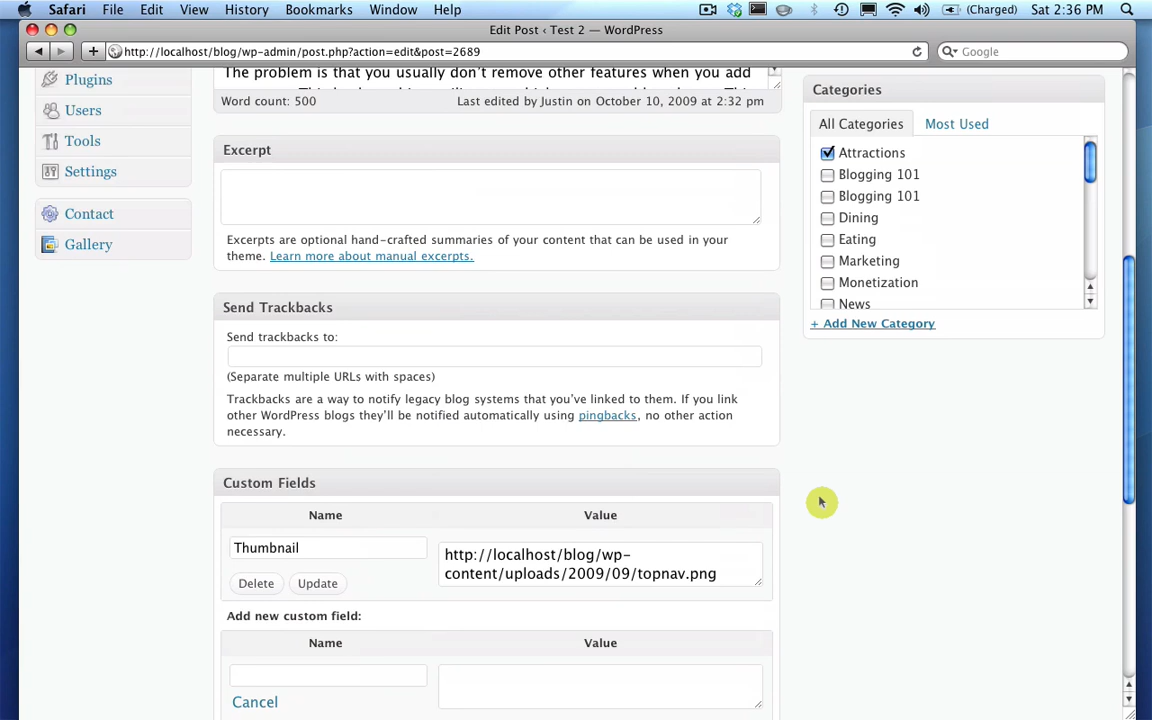 Safari File Edit View History Bookmarks Window Help (Charged) Sat 2:36 PM
Edit Post ‹ Test 2 — WordPress
http://localhost/blog/wp-admin/post.php?action=edit&post=2689
Google
Plugins
Users
Tools
Settings
Contact
Gallery
The problem is that you usually don't remove other features when you add
Word count: 500 Last edited by Justin on October 10, 2009 at 2:32 pm
Excerpt
Excerpts are optional hand-crafted summaries of your content that can be used in your
theme. Learn more about manual excerpts.
Send Trackbacks
Send trackbacks to:
(Separate multiple URLs with spaces)
Trackbacks are a way to notify legacy blog systems that you've linked to them. If you link
other WordPress blogs they'll be notified automatically using pingbacks, no other action
necessary.
Custom Fields
Name Value
Thumbnail
http://localhost/blog/wp-
content/uploads/2009/09/topnav.png
Delete Update
Add new custom field:
Name Value
Cancel
Categories
All Categories Most Used
Attractions
Blogging 101
Blogging 101
Dining
Eating
Marketing
Monetization
News
+ Add New Category